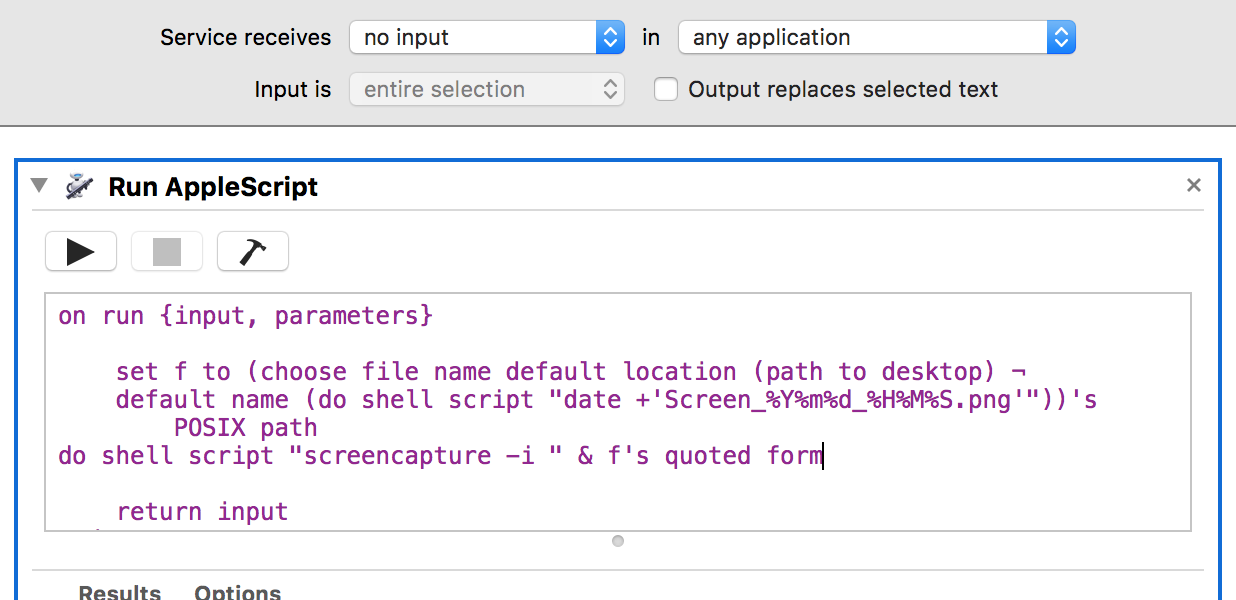 Service receives no input in any application
Input is entire selection Output replaces selected text
Run AppleScript
on run {input, parameters}
set f to (choose file name default location (path to desktop) ¬
default name (do shell script "date +'Screen_%Y%m%d_%H%M%S.png'"))'s
POSIX path
do shell script "screencapture -i " & f's quoted form
return input
Results Options